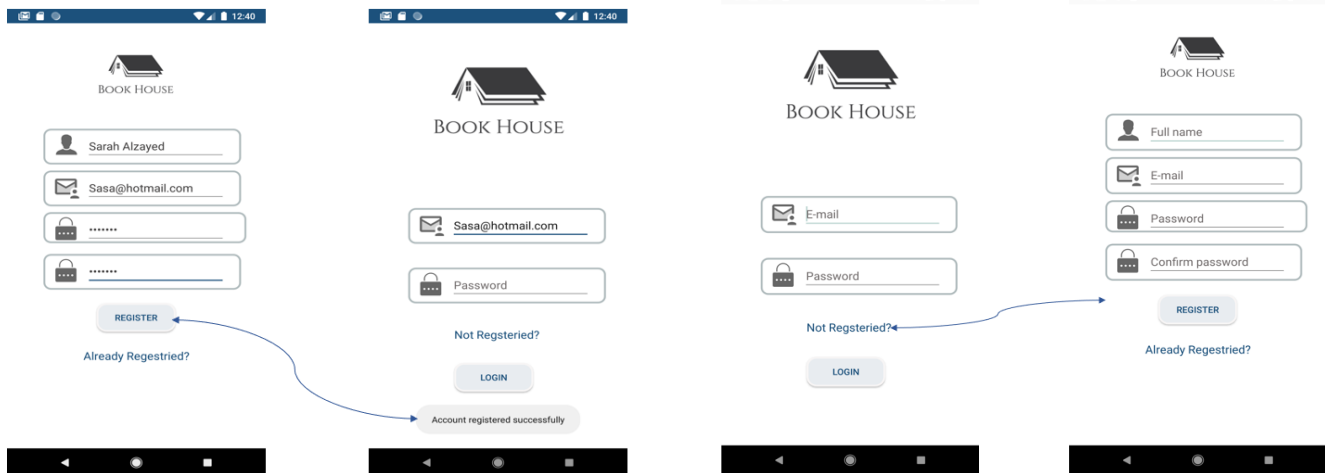 12:40
BOOK HOUSE
Sarah Alzayed
Sasa@hotmail.com
•••••••
•••••••
REGISTER
Already Regestried?
12:40
BOOK HOUSE
Sasa@hotmail.com
Password
Not Regsteried?
LOGIN
Account registered successfully
BOOK HOUSE
E-mail
Password
Not Regsteried?
LOGIN
BOOK HOUSE
Full name
E-mail
Password
Confirm password
REGISTER
Already Regestried?